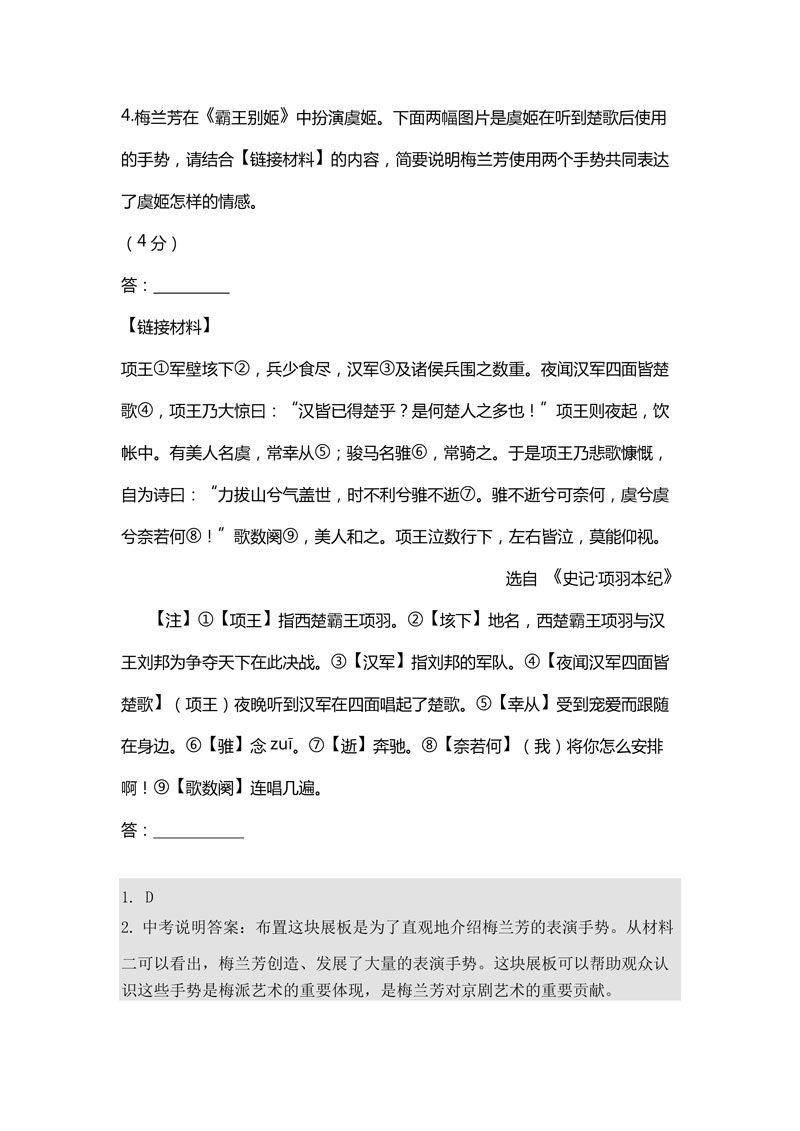 4.梅兰芳在《霸王别姬》中扮演虞姬。下面两幅图片是虞姬在听到楚歌后使用
的手势，请结合【链接材料】的内容，简要说明梅兰芳使用两个手势共同表达
了虞姬怎样的情感。
（4 分）
答：_________
【链接材料】
项王①军壁垓下②，兵少食尽，汉军③及诸侯兵围之数重。夜闻汉军四面皆楚
歌④，项王乃大惊曰：“汉皆已得楚乎？是何楚人之多也！”项王则夜起，饮
帐中。有美人名虞，常幸从⑤；骏马名骓⑥，常骑之。于是项王乃悲歌慷慨，
自为诗曰：“力拔山兮气盖世，时不利兮骓不逝⑦。骓不逝兮可奈何，虞兮虞
兮奈若何⑧！”歌数阕⑨，美人和之。项王泣数行下，左右皆泣，莫能仰视。
选自 《史记·项羽本纪》
【注】①【项王】指西楚霸王项羽。②【垓下】地名，西楚霸王项羽与汉
王刘邦为争夺天下在此决战。③【汉军】指刘邦的军队。④【夜闻汉军四面皆
楚歌】（项王）夜晚听到汉军在四面唱起了楚歌。⑤【幸从】受到宠爱而跟随
在身边。⑥【骓】念 zuī。⑦【逝】奔驰。⑧【奈若何】（我）将你怎么安排
啊！⑨【歌数阕】连唱几遍。
答：___________
1. D
2. 中考说明答案：布置这块展板是为了直观地介绍梅兰芳的表演手势。从材料
二可以看出，梅兰芳创造、发展了大量的表演手势。这块展板可以帮助观众认
识这些手势是梅派艺术的重要体现，是梅兰芳对京剧艺术的重要贡献。